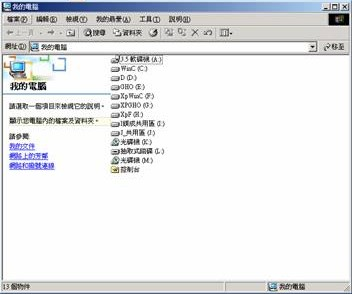 我的電腦
檔案(F) 編輯(E) 檢視(V) 我的最愛(A) 工具(T) 說明(H)
上一頁 搜尋 資料夾
網址(D) 我的電腦 移至
我的電腦
請選取一個項目來檢視它的說明。
顯示您電腦內的檔案及資料夾。
請參閱:
我的文件
網路上的芳鄰
網路和撥號連線
3.5 軟碟機 (A:)
WinC (C:)
D (D:)
GHO (E:)
XpWinC (F:)
XPGHO (G:)
XpF (H:)
共用區 (I:)
J_共用區 (J:)
光碟機 (K:)
抽取式磁碟 (L:)
光碟機 (M:)
控制台
13 個物件 我的電腦